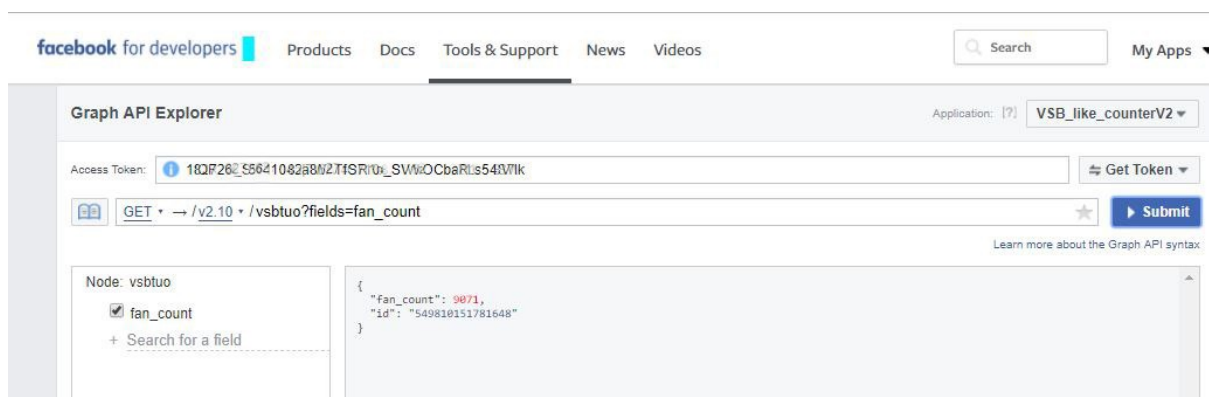 facebook for developers Products Docs Tools & Support News Videos Search My Apps
Graph API Explorer Application: [?] VSB_like_counterV2
Access Token: Get Token
GET → /v2.10 /vsbtuo?fields=fan_count Submit
Learn more about the Graph API syntax
Node: vsbtuo
fan_count
+ Search for a field
{
"fan_count": 9071,
"id": "549810151781648"
}